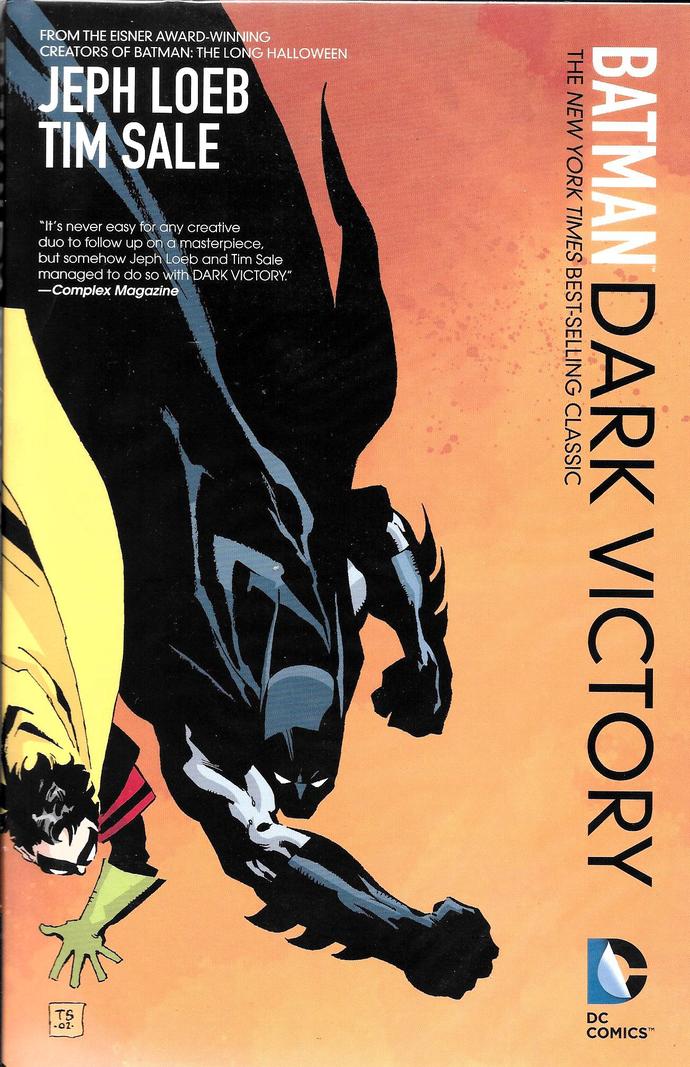 FROM THE EISNER AWARD-WINNING
CREATORS OF BATMAN: THE LONG HALLOWEEN
JEPH LOEB
TIM SALE
"It's never easy for any creative
duo to follow up on a masterpiece,
but somehow Jeph Loeb and Tim Sale
managed to do so with DARK VICTORY."
—Complex Magazine
BATMAN™ DARK VICTORY
THE NEW YORK TIMES BEST-SELLING CLASSIC
DC
COMICS™
TS
·02·